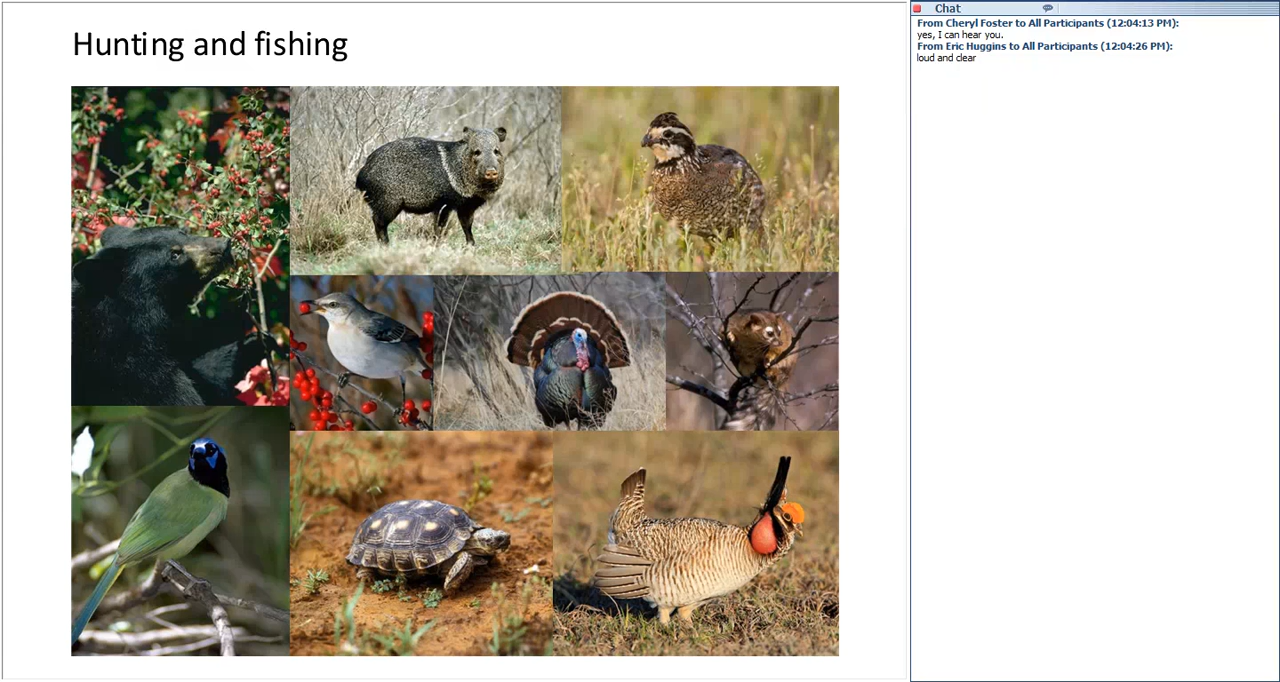 Hunting and fishing
Chat
From Cheryl Foster to All Participants (12:04:13 PM):
yes, I can hear you.
From Eric Huggins to All Participants (12:04:26 PM):
loud and clear